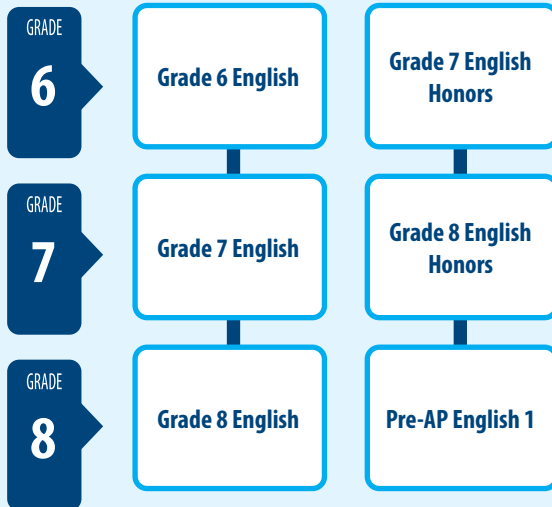 GRADE
6
Grade 6 English
Grade 7 English
Honors
GRADE
7
Grade 7 English
Grade 8 English
Honors
GRADE
8
Grade 8 English
Pre-AP English 1